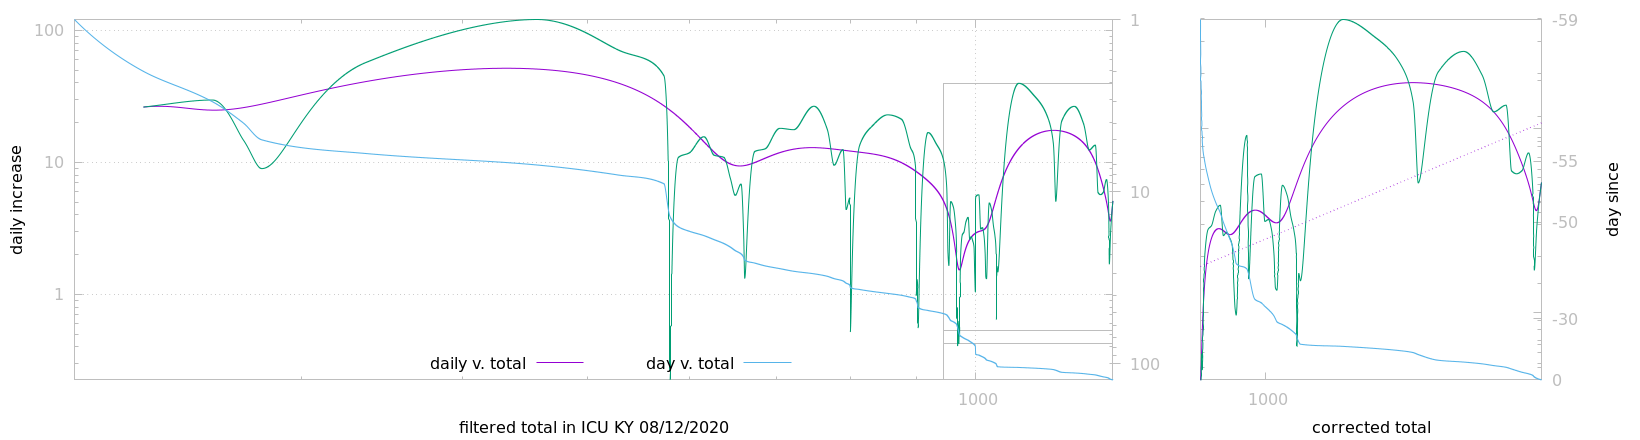 100
10
1
daily increase
1
10
100
1000
daily v. total
day v. total
filtered total in ICU KY 08/12/2020
-59
-55
-50
-30
0
day since
1000
corrected total